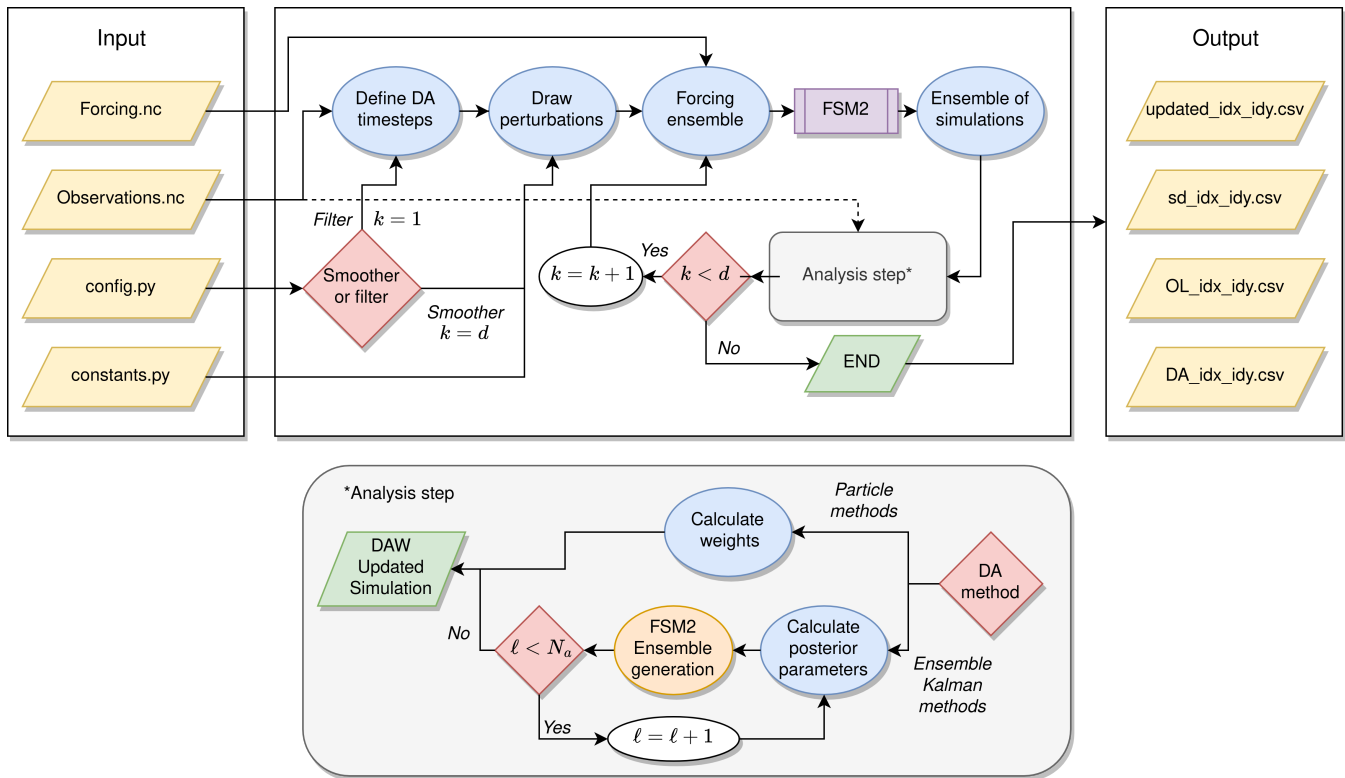 Input
Forcing.nc
Observations.nc
config.py
constants.py
Define DA
timesteps
Draw
perturbations
Forcing
ensemble
FSM2
Ensemble of
simulations
Filter
k = 1
Smoother
or filter
Smoother
k = d
k = k + 1
Yes
k < d
Analysis step*
No
END
Output
updated_idx_idy.csv
sd_idx_idy.csv
OL_idx_idy.csv
DA_idx_idy.csv
*Analysis step
Particle
methods
Calculate
weights
DA
method
DAW
Updated
Simulation
No
ℓ < Nₐ
FSM2
Ensemble
generation
Calculate
posterior
parameters
Ensemble
Kalman
methods
Yes
ℓ = ℓ + 1